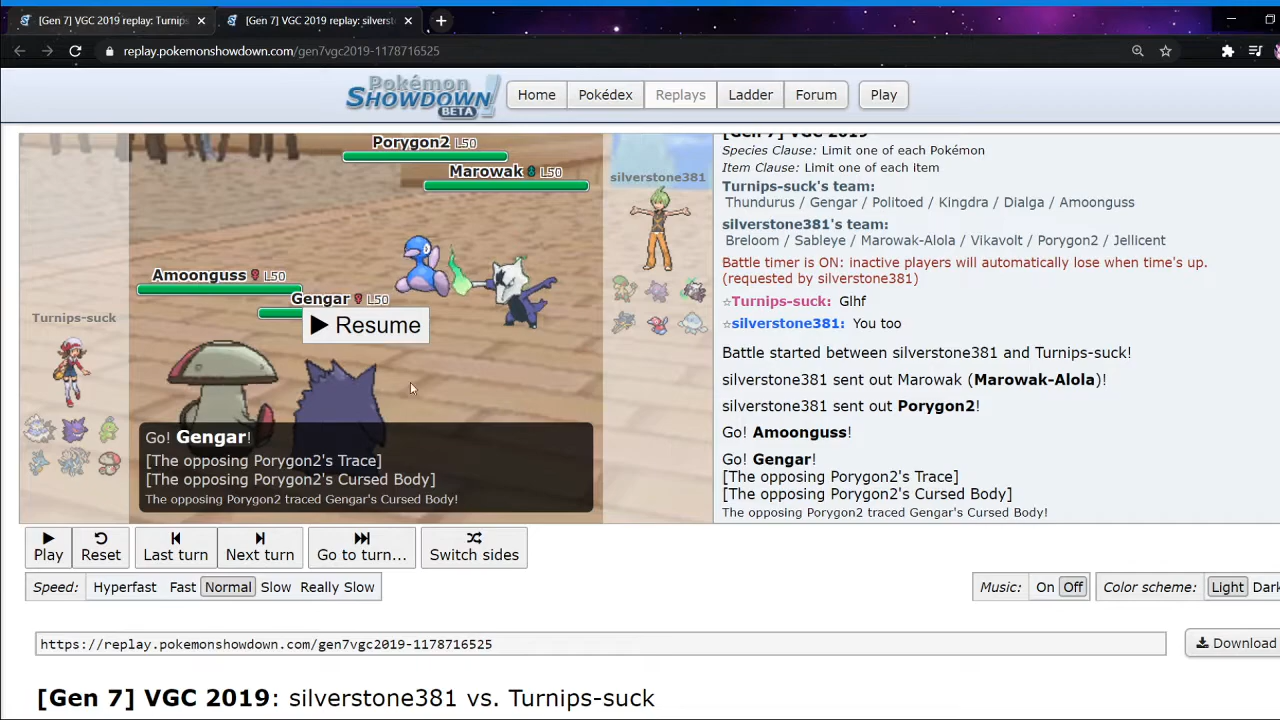 [Gen 7] VGC 2019 replay: Turnips
[Gen 7] VGC 2019 replay: silverst
replay.pokemonshowdown.com/gen7vgc2019-1178716525
Pokémon SHOWDOWN! BETA
Home
Pokédex
Replays
Ladder
Forum
Play
Porygon2 L50
Marowak L50
Amoonguss L50
Gengar L50
Resume
Turnips-suck
silverstone381
Go! Gengar!
[The opposing Porygon2's Trace]
[The opposing Porygon2's Cursed Body]
The opposing Porygon2 traced Gengar's Cursed Body!
[Gen 7] VGC 2019
Species Clause: Limit one of each Pokémon
Item Clause: Limit one of each item
Turnips-suck's team:
Thundurus / Gengar / Politoed / Kingdra / Dialga / Amoonguss
silverstone381's team:
Breloom / Sableye / Marowak-Alola / Vikavolt / Porygon2 / Jellicent
Battle timer is ON: inactive players will automatically lose when time's up.
(requested by silverstone381)
☆Turnips-suck: Glhf
☆silverstone381: You too
Battle started between silverstone381 and Turnips-suck!
silverstone381 sent out Marowak (Marowak-Alola)!
silverstone381 sent out Porygon2!
Go! Amoonguss!
Go! Gengar!
[The opposing Porygon2's Trace]
[The opposing Porygon2's Cursed Body]
The opposing Porygon2 traced Gengar's Cursed Body!
Play
Reset
Last turn
Next turn
Go to turn...
Switch sides
Speed: Hyperfast Fast Normal Slow Really Slow
Music: On Off
Color scheme: Light Dark
https://replay.pokemonshowdown.com/gen7vgc2019-1178716525
Download
[Gen 7] VGC 2019: silverstone381 vs. Turnips-suck